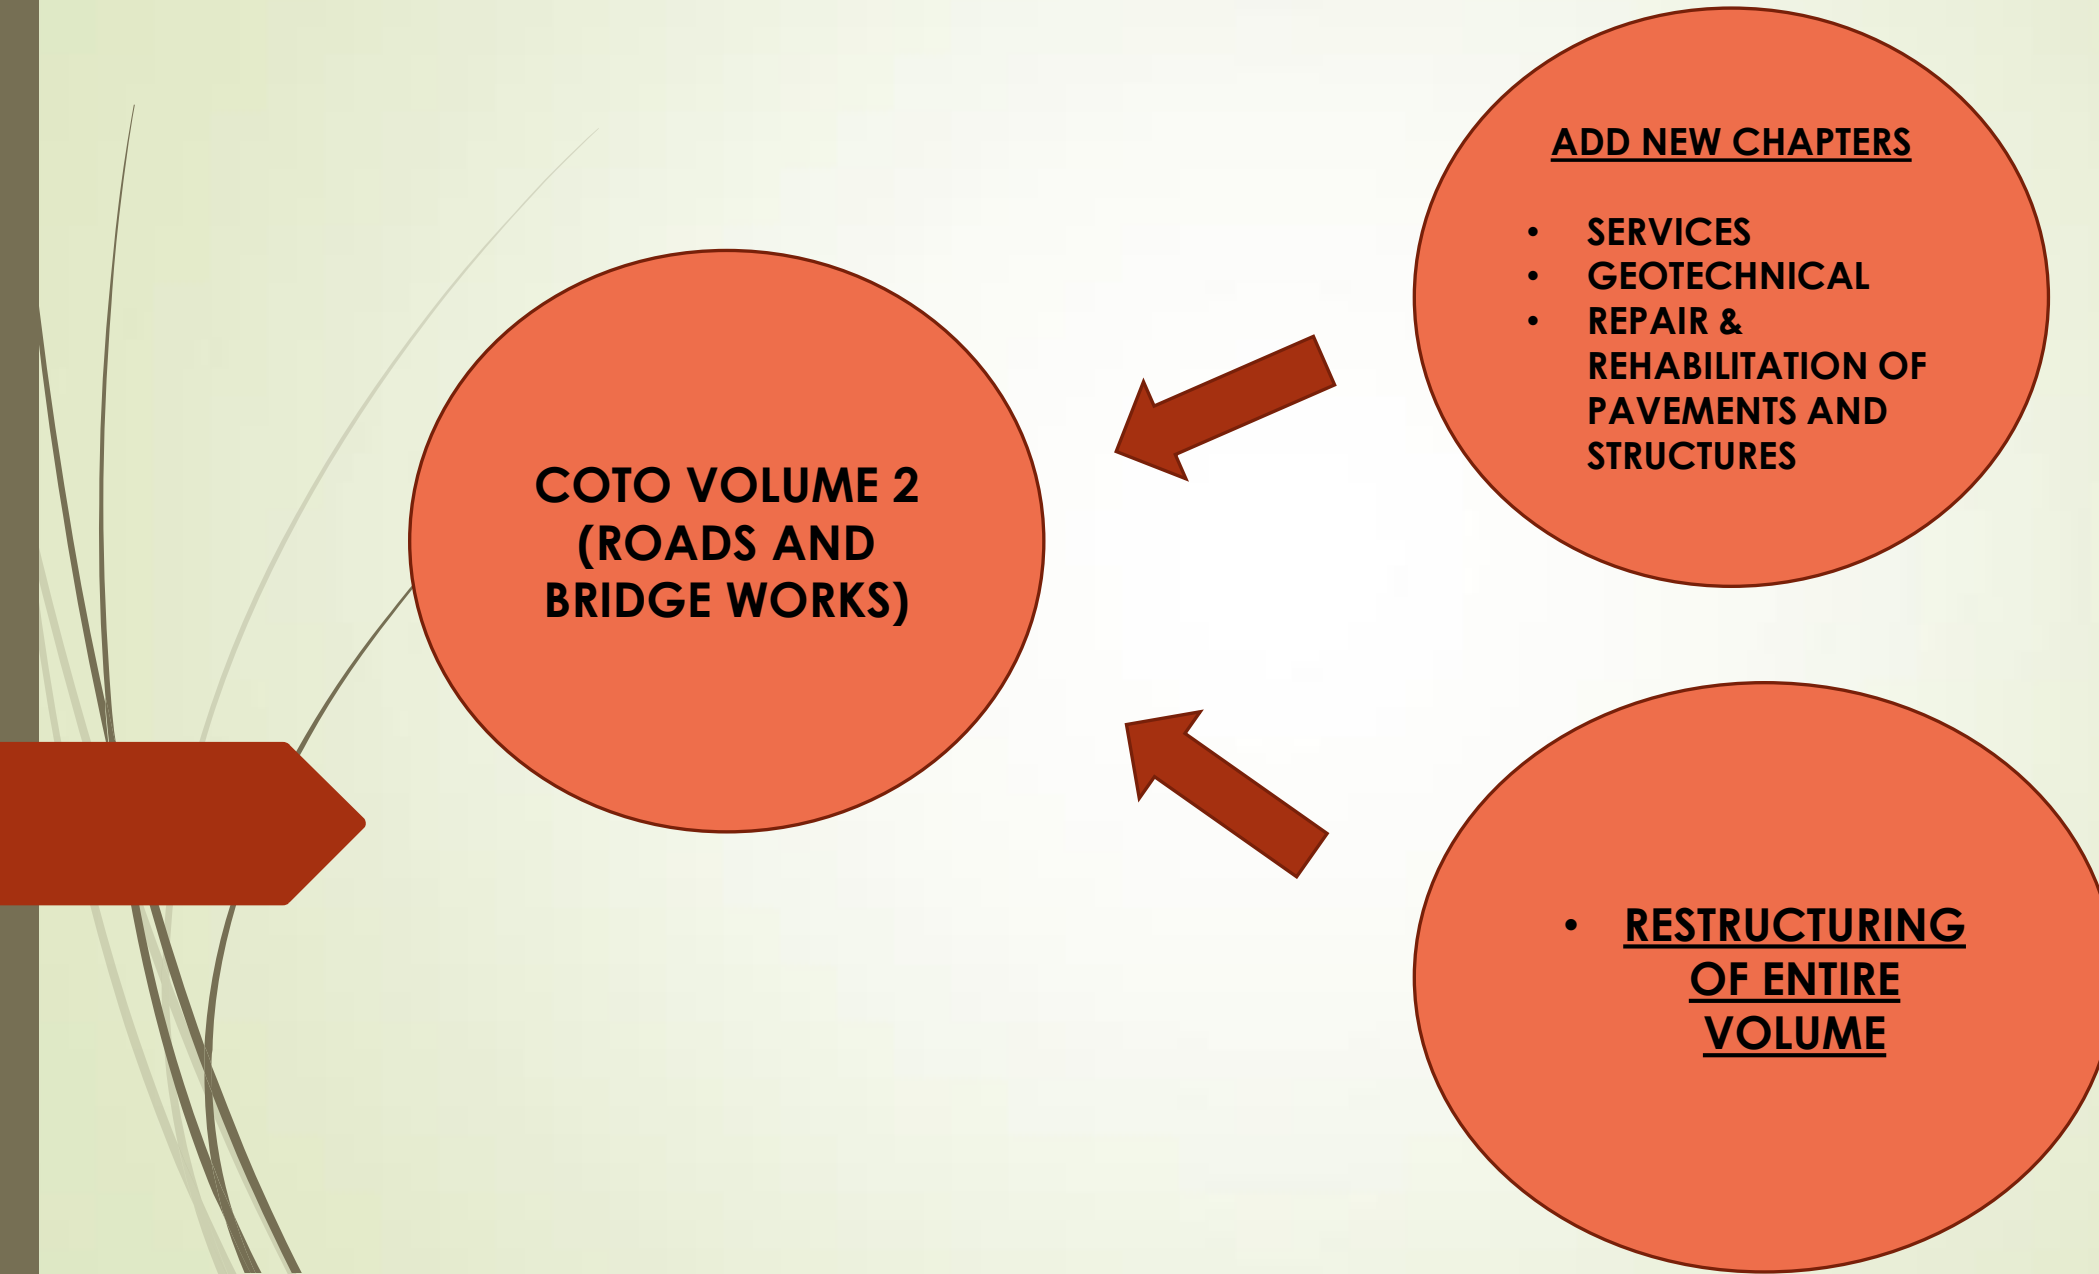 COTO VOLUME 2
(ROADS AND
BRIDGE WORKS)
ADD NEW CHAPTERS
• SERVICES
• GEOTECHNICAL
• REPAIR &
REHABILITATION OF
PAVEMENTS AND
STRUCTURES
• RESTRUCTURING
OF ENTIRE
VOLUME